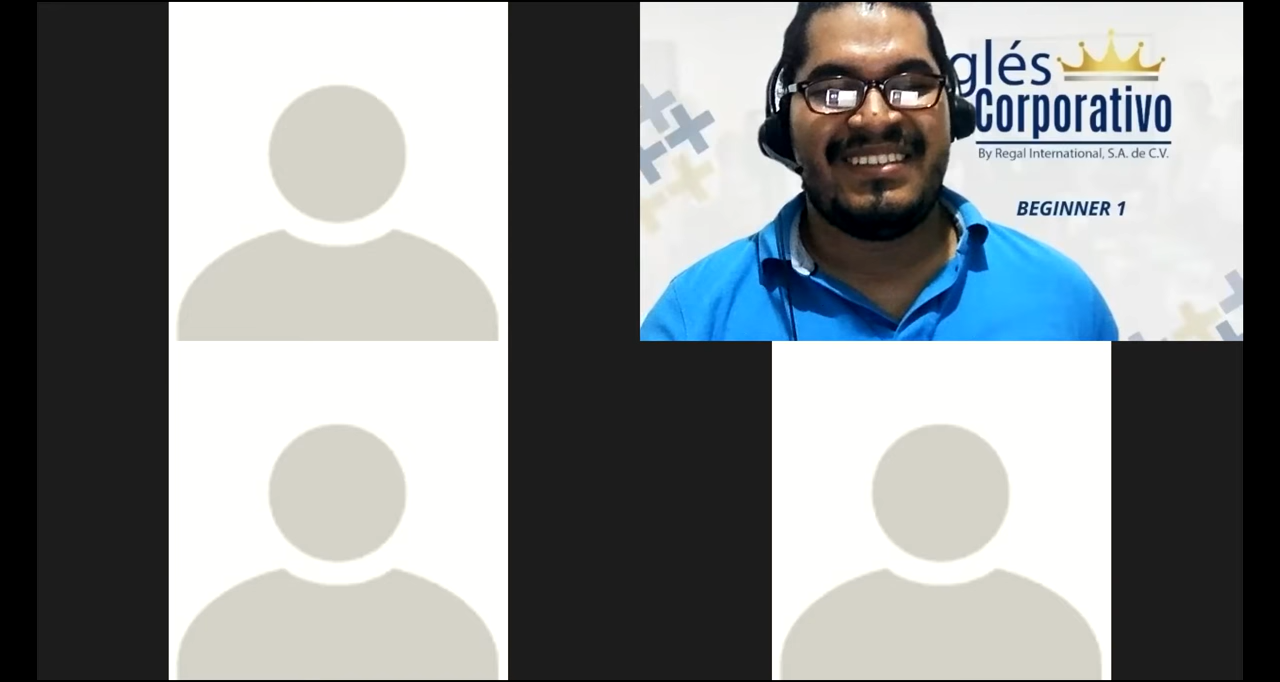 glés
Corporativo
By Regal International, S.A. de C.V.
BEGINNER 1